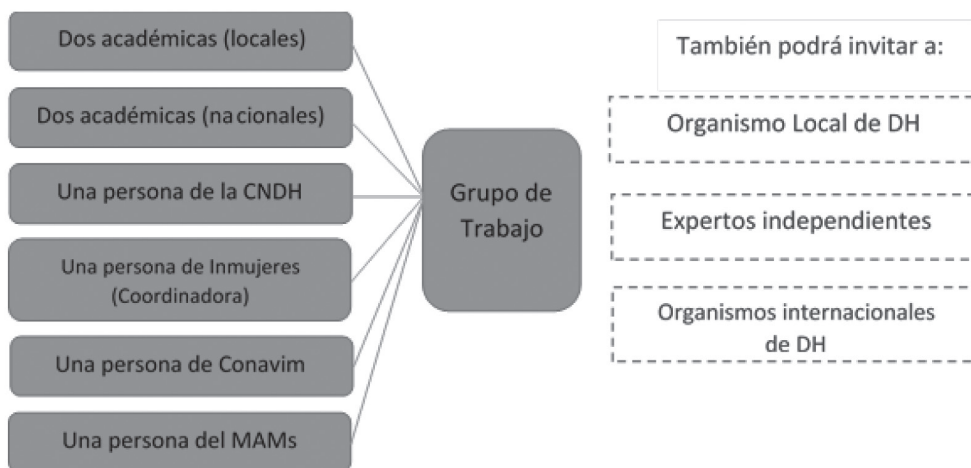 Dos académicas (locales)
Dos académicas (nacionales)
Una persona de la CNDH
Una persona de Inmujeres
(Coordinadora)
Una persona de Conavim
Una persona del MAMs
Grupo de
Trabajo
También podrá invitar a:
Organismo Local de DH
Expertos independientes
Organismos internacionales
de DH